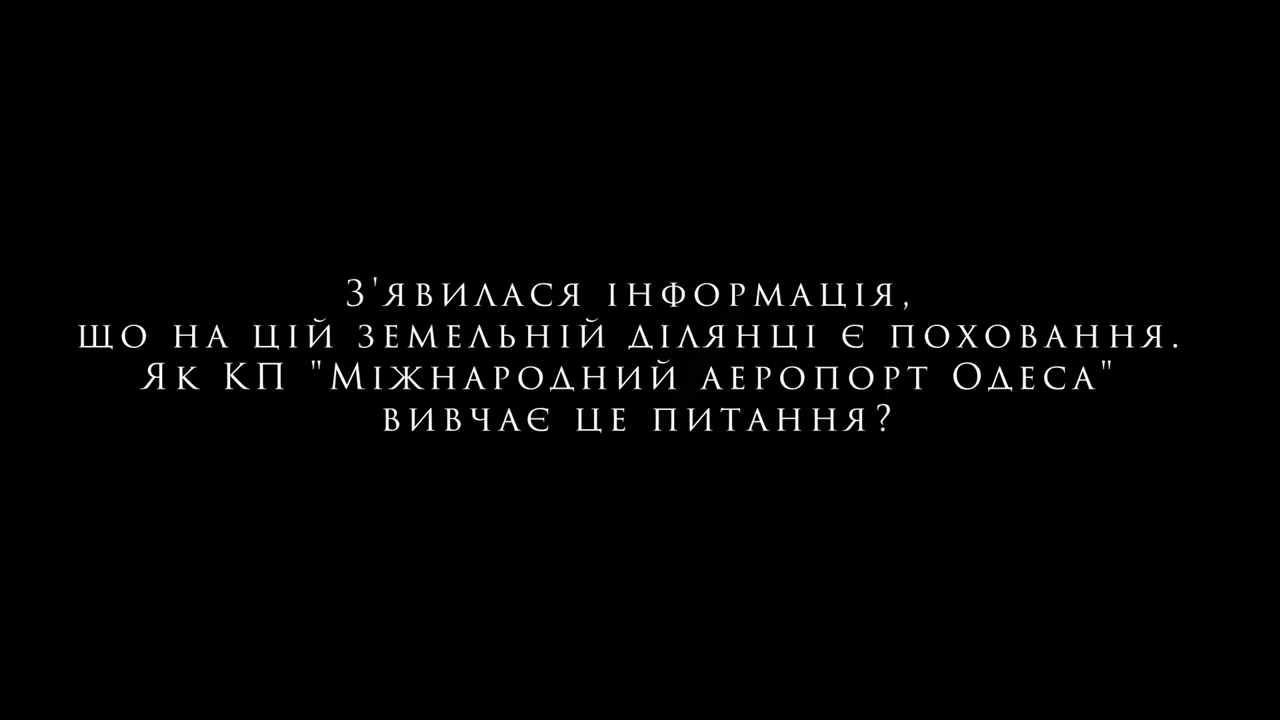 З'явилася інформація,
що на цій земельній ділянці є поховання.
Як КП "Міжнародний аеропорт Одеса"
вивчає це питання?